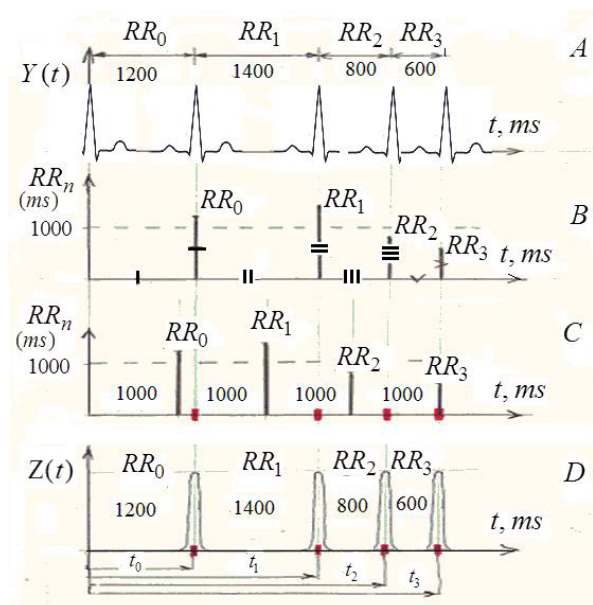 RR₀ RR₁ RR₂ RR₃ A
Y(t) 1200 1400 800 600
t, ms
RRₙ
(ms)
1000
RR₀ RR₁ RR₂ RR₃ B
t, ms
I II III
RRₙ
(ms)
1000
RR₀ RR₁ RR₂ RR₃ C
1000 1000 1000 1000 t, ms
Z(t) RR₀ RR₁ RR₂ RR₃ D
1200 1400 800 600
t, ms
t₀ t₁ t₂ t₃